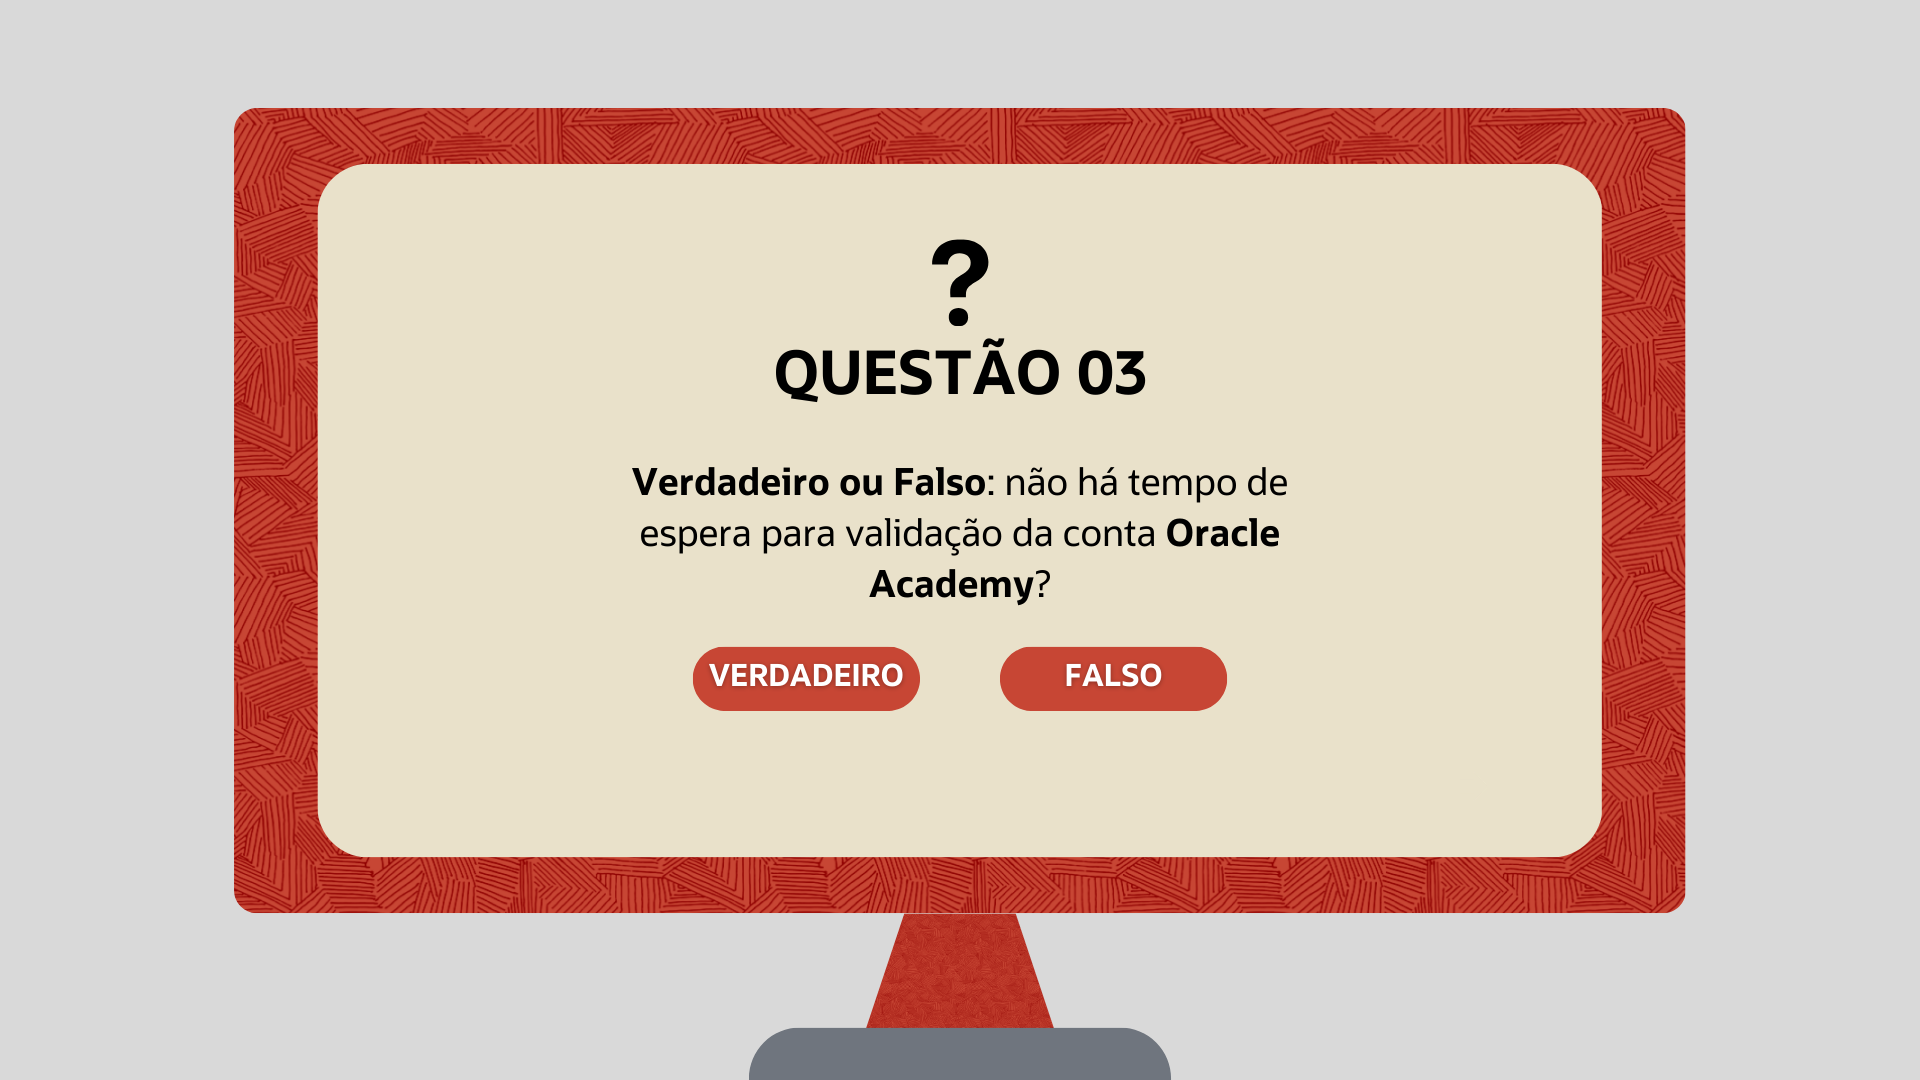 ?
QUESTÃO 03
Verdadeiro ou Falso: não há tempo de
espera para validação da conta Oracle
Academy?
VERDADEIRO
FALSO